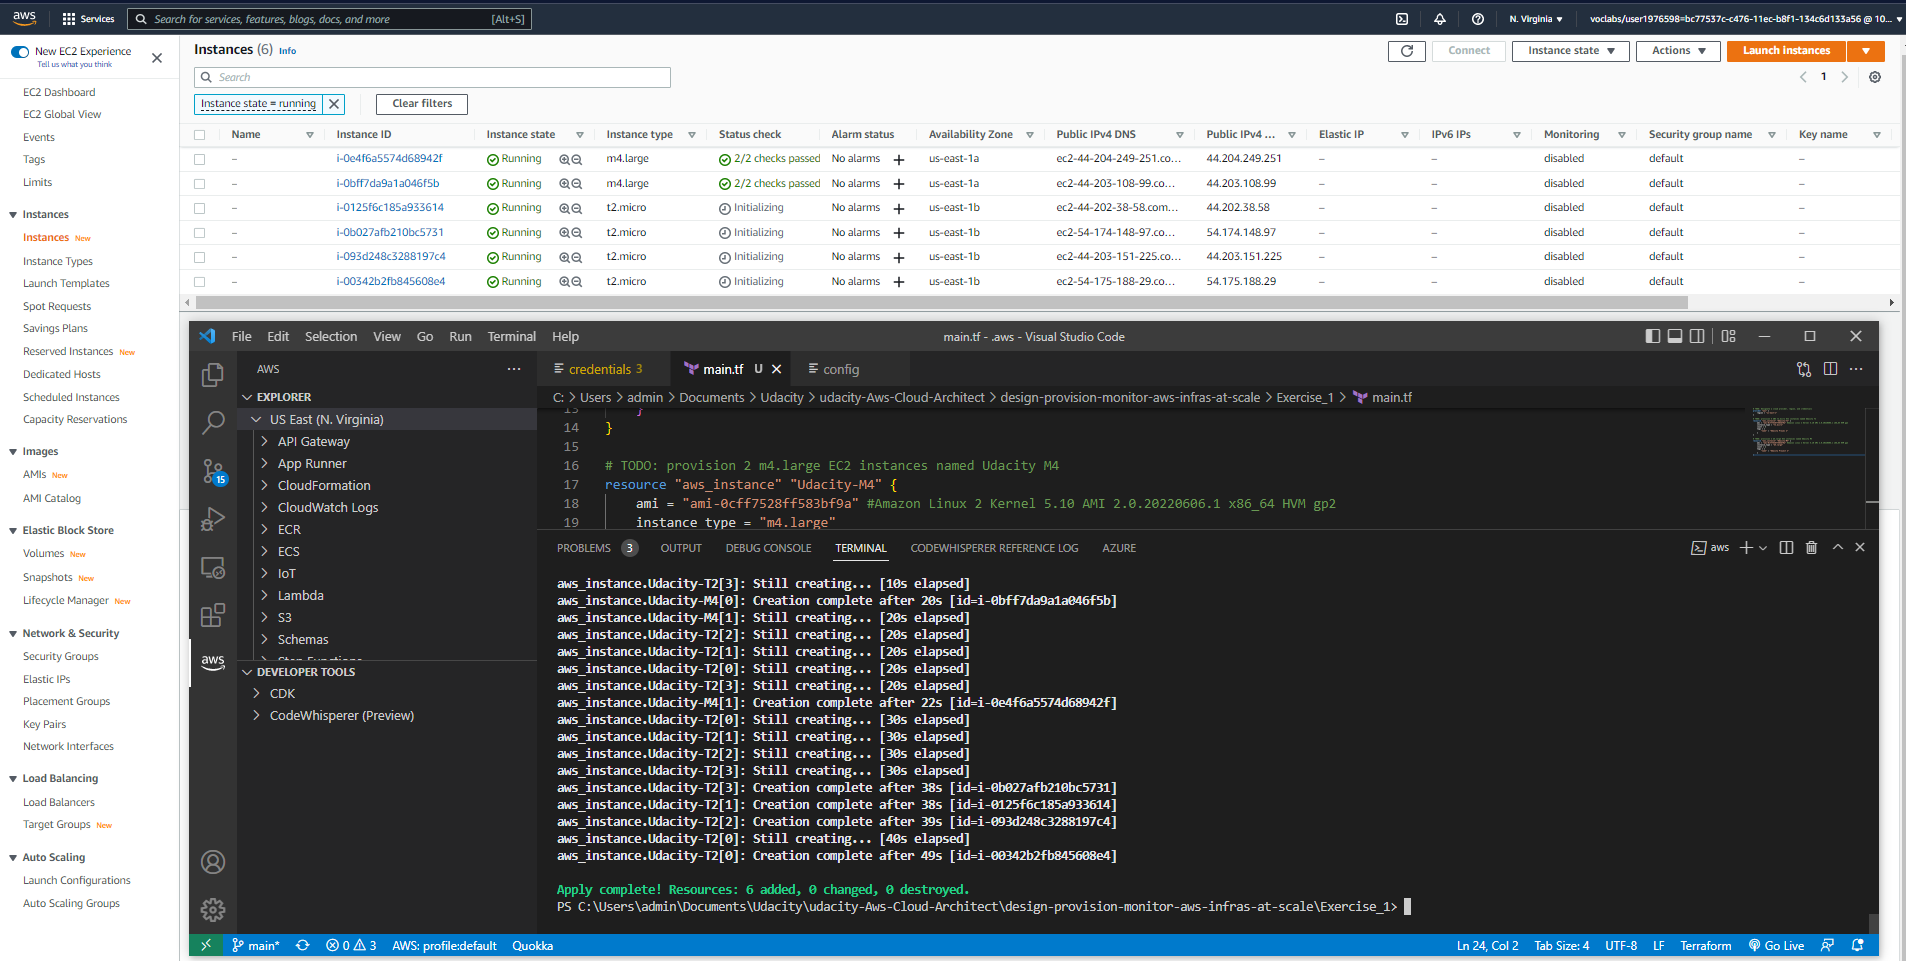 aws Services Search for services, features, blogs, docs, and more [Alt+S] N. Virginia voclabs/user1976598=bc77537c-c476-11ec-b8f1-134c6d133a56 @ 10...
New EC2 Experience
Tell us what you think
EC2 Dashboard
EC2 Global View
Events
Tags
Limits
Instances
Instances New
Instance Types
Launch Templates
Spot Requests
Savings Plans
Reserved Instances New
Dedicated Hosts
Scheduled Instances
Capacity Reservations
Images
AMIs New
AMI Catalog
Elastic Block Store
Volumes New
Snapshots New
Lifecycle Manager New
Network & Security
Security Groups
Elastic IPs
Placement Groups
Key Pairs
Network Interfaces
Load Balancing
Load Balancers
Target Groups New
Auto Scaling
Launch Configurations
Auto Scaling Groups
Instances (6) Info
Connect Instance state Actions Launch instances
Search
1
Instance state = running Clear filters
Name Instance ID Instance state Instance type Status check Alarm status Availability Zone Public IPv4 DNS Public IPv4 ... Elastic IP IPv6 IPs Monitoring Security group name Key name
– i-0e4f6a5574d68942f Running m4.large 2/2 checks passed No alarms + us-east-1a ec2-44-204-249-251.co... 44.204.249.251 – – disabled default –
– i-0bff7da9a1a046f5b Running m4.large 2/2 checks passed No alarms + us-east-1a ec2-44-203-108-99.co... 44.203.108.99 – – disabled default –
– i-0125f6c185a933614 Running t2.micro Initializing No alarms + us-east-1b ec2-44-202-38-58.com... 44.202.38.58 – – disabled default –
– i-0b027afb210bc5731 Running t2.micro Initializing No alarms + us-east-1b ec2-54-174-148-97.co... 54.174.148.97 – – disabled default –
– i-093d248c3288197c4 Running t2.micro Initializing No alarms + us-east-1b ec2-44-203-151-225.co... 44.203.151.225 – – disabled default –
– i-00342b2fb845608e4 Running t2.micro Initializing No alarms + us-east-1b ec2-54-175-188-29.co... 54.175.188.29 – – disabled default –
File Edit Selection View Go Run Terminal Help main.tf - .aws - Visual Studio Code
AWS ...
EXPLORER
US East (N. Virginia)
API Gateway
App Runner
CloudFormation
CloudWatch Logs
ECR
ECS
IoT
Lambda
S3
Schemas
Step Functions
DEVELOPER TOOLS
CDK
CodeWhisperer (Preview)
15
aws
credentials 3 main.tf U config
C: > Users > admin > Documents > Udacity > udacity-Aws-Cloud-Architect > design-provision-monitor-aws-infras-at-scale > Exercise_1 > main.tf
13 }
14 }
15
16 # TODO: provision 2 m4.large EC2 instances named Udacity M4
17 resource "aws_instance" "Udacity-M4" {
18 ami = "ami-0cff7528ff583bf9a" #Amazon Linux 2 Kernel 5.10 AMI 2.0.20220606.1 x86_64 HVM gp2
19 instance_type = "m4.large"
PROBLEMS 3 OUTPUT DEBUG CONSOLE TERMINAL CODEWHISPERER REFERENCE LOG AZURE aws
aws_instance.Udacity-T2[3]: Still creating... [10s elapsed]
aws_instance.Udacity-M4[0]: Creation complete after 20s [id=i-0bff7da9a1a046f5b]
aws_instance.Udacity-M4[1]: Still creating... [20s elapsed]
aws_instance.Udacity-T2[2]: Still creating... [20s elapsed]
aws_instance.Udacity-T2[1]: Still creating... [20s elapsed]
aws_instance.Udacity-T2[0]: Still creating... [20s elapsed]
aws_instance.Udacity-T2[3]: Still creating... [20s elapsed]
aws_instance.Udacity-M4[1]: Creation complete after 22s [id=i-0e4f6a5574d68942f]
aws_instance.Udacity-T2[0]: Still creating... [30s elapsed]
aws_instance.Udacity-T2[1]: Still creating... [30s elapsed]
aws_instance.Udacity-T2[2]: Still creating... [30s elapsed]
aws_instance.Udacity-T2[3]: Still creating... [30s elapsed]
aws_instance.Udacity-T2[3]: Creation complete after 38s [id=i-0b027afb210bc5731]
aws_instance.Udacity-T2[1]: Creation complete after 38s [id=i-0125f6c185a933614]
aws_instance.Udacity-T2[2]: Creation complete after 39s [id=i-093d248c3288197c4]
aws_instance.Udacity-T2[0]: Still creating... [40s elapsed]
aws_instance.Udacity-T2[0]: Creation complete after 49s [id=i-00342b2fb845608e4]
Apply complete! Resources: 6 added, 0 changed, 0 destroyed.
PS C:\Users\admin\Documents\Udacity\udacity-Aws-Cloud-Architect\design-provision-monitor-aws-infras-at-scale\Exercise_1>
main* 0 3 AWS: profile:default Quokka Ln 24, Col 2 Tab Size: 4 UTF-8 LF Terraform Go Live